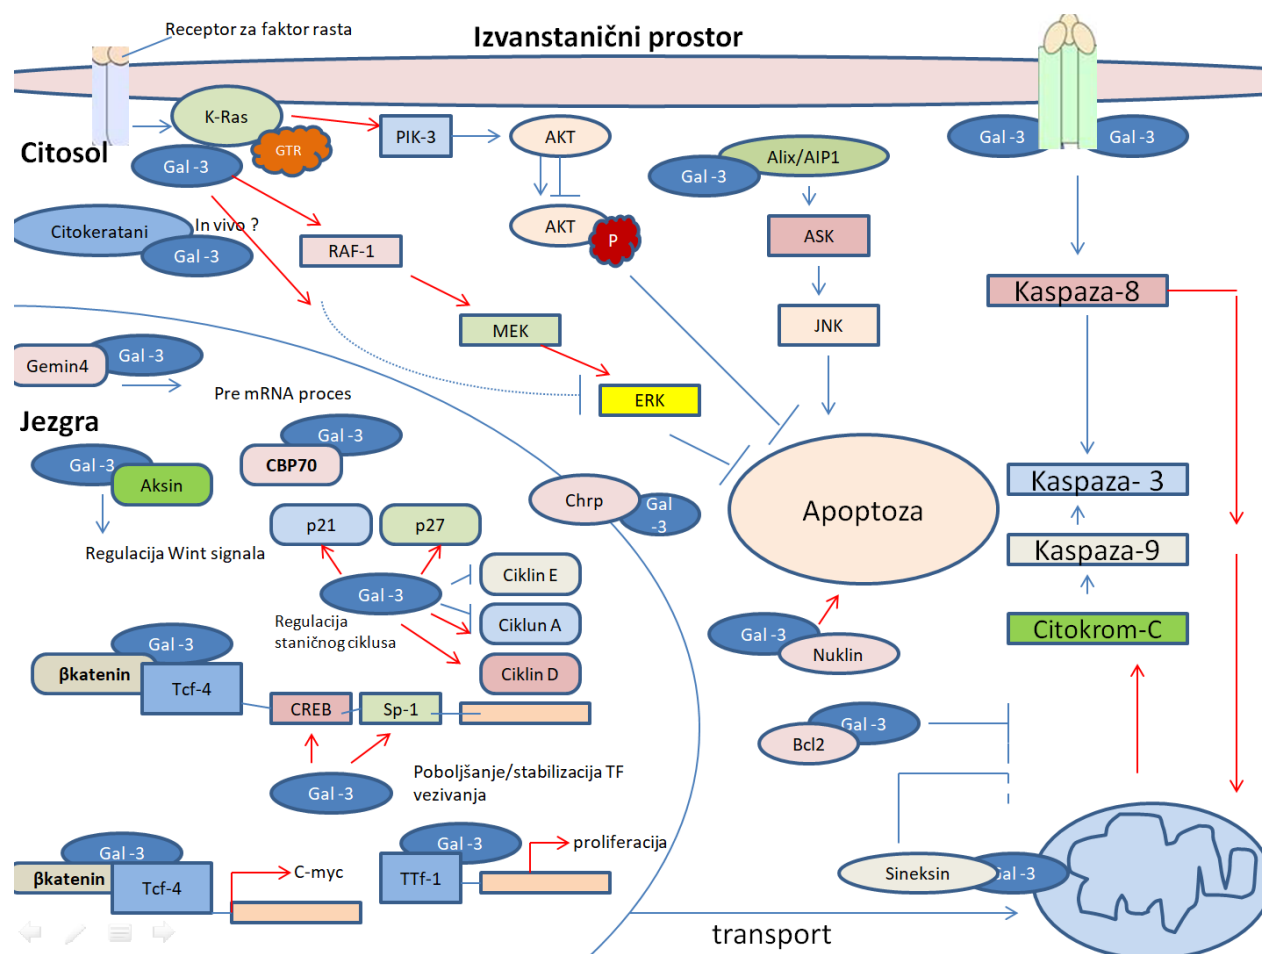 Receptor za faktor rasta
Izvanstanični prostor
K-Ras
GTR
PIK-3
AKT
Gal-3
Gal-3
Citosol
Gal -3
Alix/AIP1
Gal -3
Citokeratani
In vivo ?
Gal -3
AKT
P
ASK
RAF-1
Kaspaza-8
MEK
JNK
Gemin4
Gal -3
Pre mRNA proces
ERK
Jezgra
Gal -3
CBP70
Gal -3
Aksin
Kaspaza- 3
Chrp
Gal
-3
Apoptoza
p21
p27
Regulacija Wint signala
Kaspaza-9
Ciklin E
Gal -3
Regulacija
staničnog ciklusa
Ciklun A
Citokrom-C
Gal -3
Nuklin
Gal -3
βkatenin
Tcf-4
Ciklin D
CREB
Sp-1
Gal -3
Bcl2
Gal -3
Poboljšanje/stabilizacija TF
vezivanja
Gal -3
βkatenin
Tcf-4
C-myc
Gal -3
TTf-1
proliferacija
Sineksin
Gal -3
transport